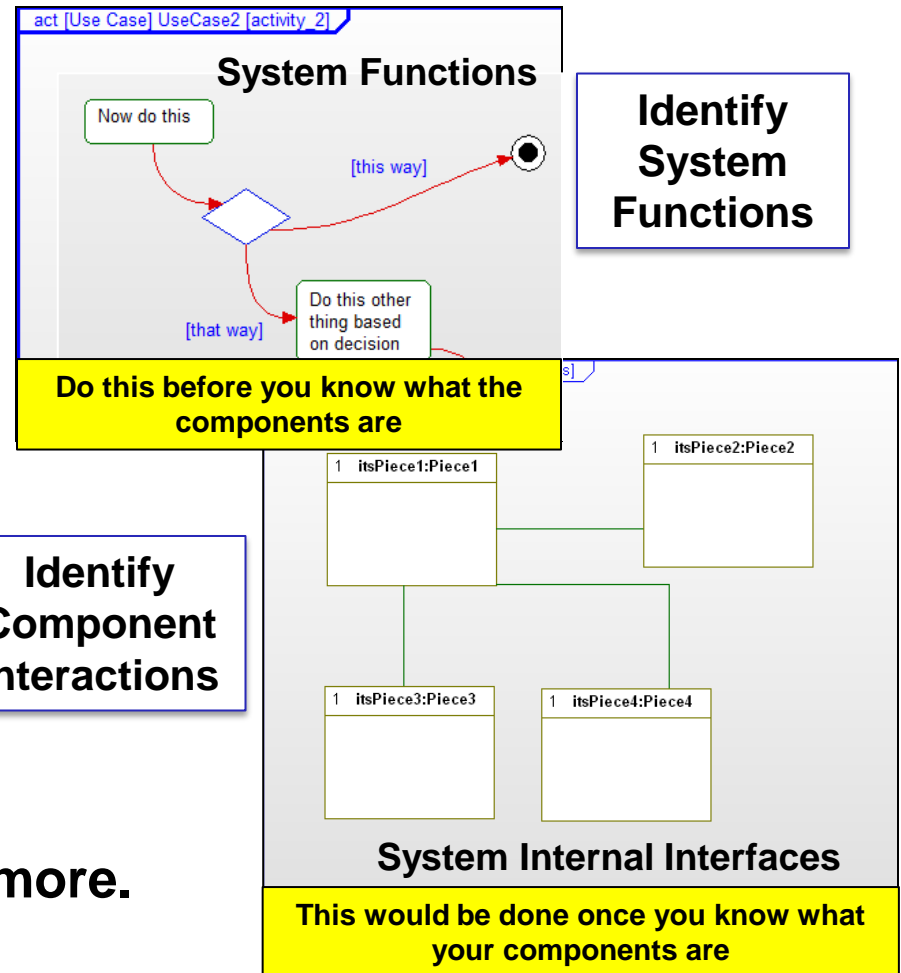 act [Use Case] UseCase2 [activity_2]
System Functions
Now do this
[this way]
Identify
System
Functions
Do this other
thing based
on decision
[that way]
Do this before you know what the
components are
s]
1 itsPiece1:Piece1
1 itsPiece2:Piece2
Identify
Component
nteractions
1 itsPiece3:Piece3
1 itsPiece4:Piece4
System Internal Interfaces
more.
This would be done once you know what
your components are